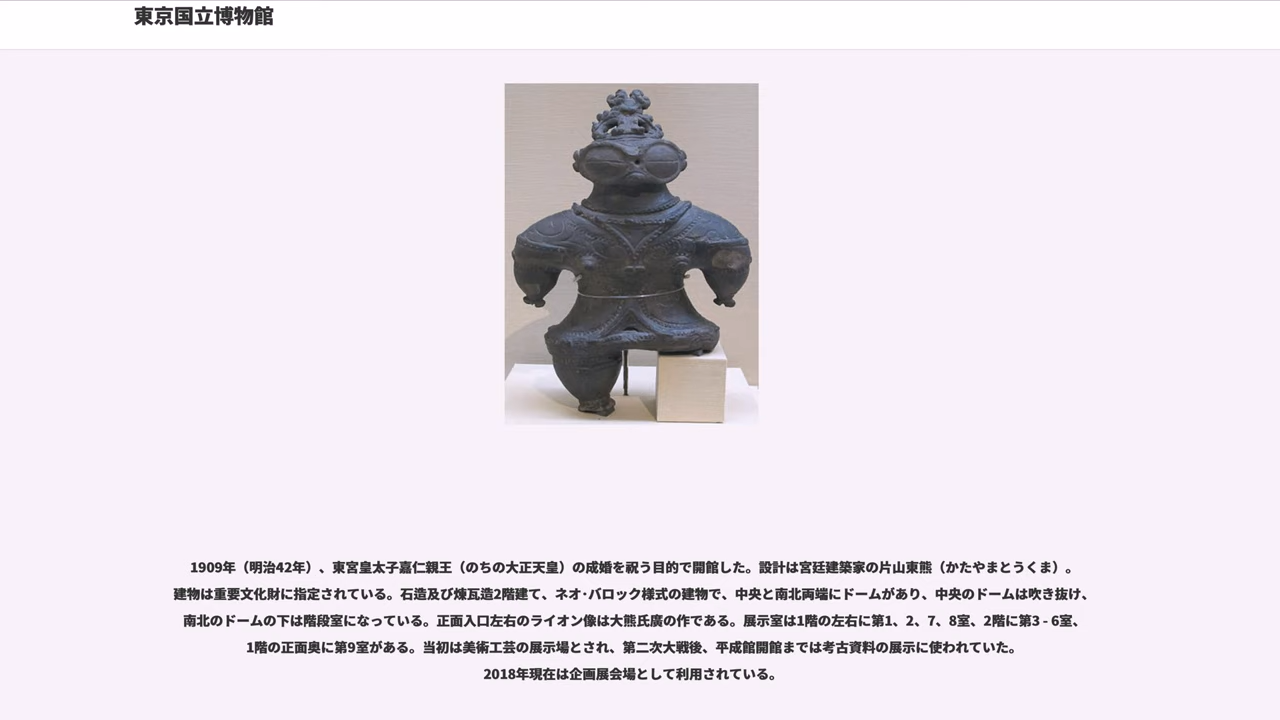 東京国立博物館
1909年（明治42年）、東宮皇太子嘉仁親王（のちの大正天皇）の成婚を祝う目的で開館した。設計は宮廷建築家の片山東熊（かたやまとうくま）。
建物は重要文化財に指定されている。石造及び煉瓦造2階建て、ネオ·バロック様式の建物で、中央と南北両端にドームがあり、中央のドームは吹き抜け、
南北のドームの下は階段室になっている。正面入口左右のライオン像は大熊氏廣の作である。展示室は1階の左右に第1、2、7、8室、2階に第3 - 6室、
1階の正面奥に第9室がある。当初は美術工芸の展示場とされ、第二次大戦後、平成館開館までは考古資料の展示に使われていた。
2018年現在は企画展会場として利用されている。